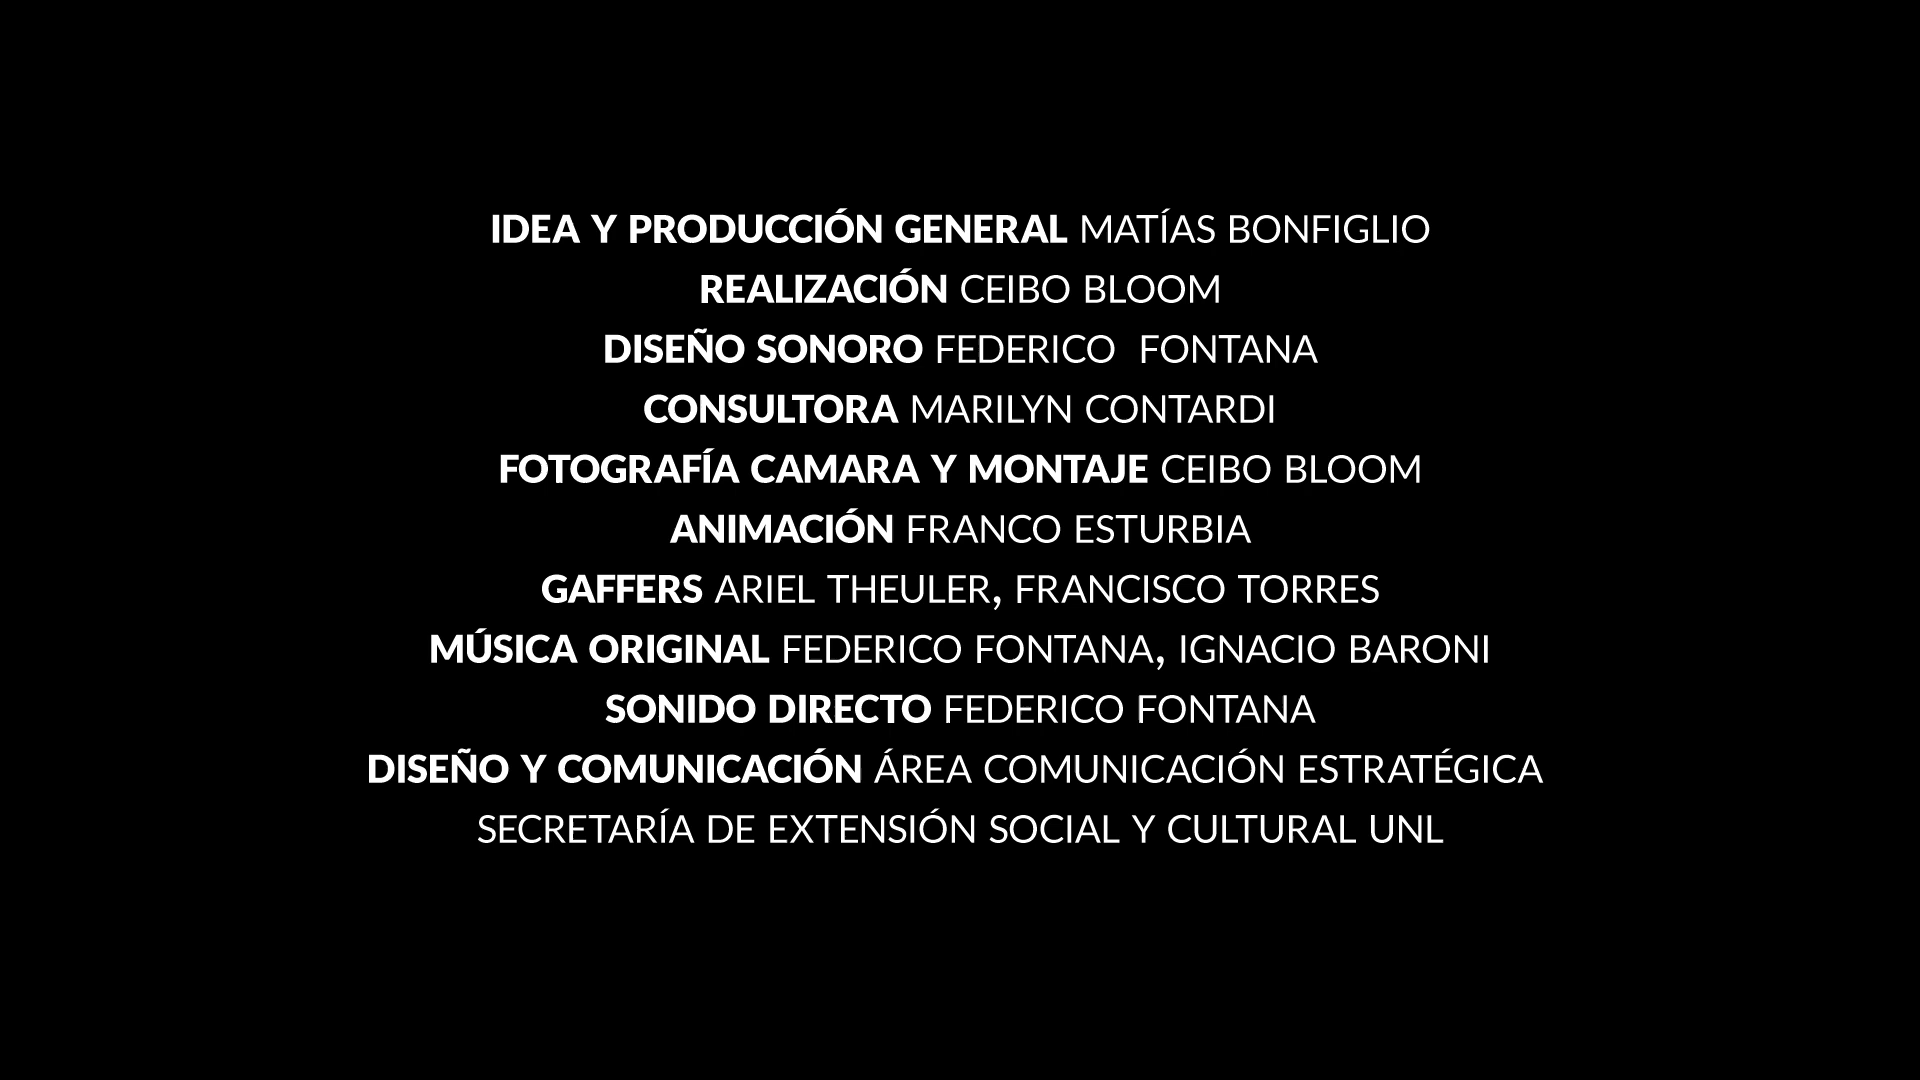 IDEA Y PRODUCCIÓN GENERAL MATÍAS BONFIGLIO
REALIZACIÓN CEIBO BLOOM
DISEÑO SONORO FEDERICO  FONTANA
CONSULTORA MARILYN CONTARDI
FOTOGRAFÍA CAMARA Y MONTAJE CEIBO BLOOM
ANIMACIÓN FRANCO ESTURBIA
GAFFERS ARIEL THEULER, FRANCISCO TORRES
MÚSICA ORIGINAL FEDERICO FONTANA, IGNACIO BARONI
SONIDO DIRECTO FEDERICO FONTANA
DISEÑO Y COMUNICACIÓN ÁREA COMUNICACIÓN ESTRATÉGICA
SECRETARÍA DE EXTENSIÓN SOCIAL Y CULTURAL UNL